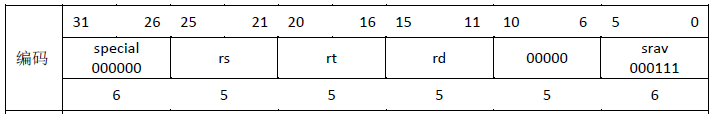 31 26 25 21 20 16 15 11 10 6 5 0
编码 special 000000 rs rt rd 00000 srav 000111
6 5 5 5 5 6